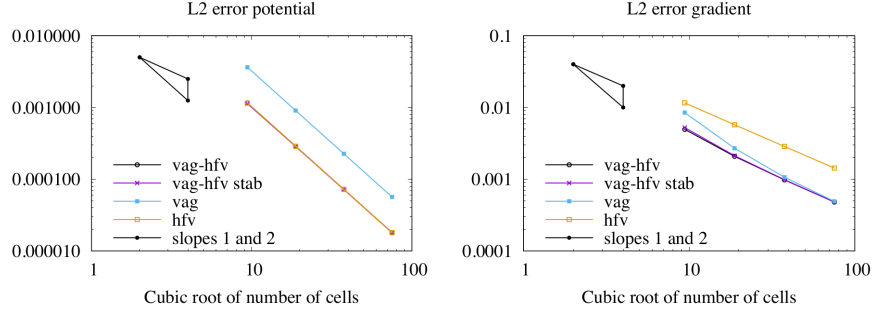 L2 error potential
0.010000
0.001000
0.000100
0.000010
vag-hfv
vag-hfv stab
vag
hfv
slopes 1 and 2
1
10
100
Cubic root of number of cells
L2 error gradient
0.1
0.01
0.001
0.0001
vag-hfv
vag-hfv stab
vag
hfv
slopes 1 and 2
1
10
100
Cubic root of number of cells